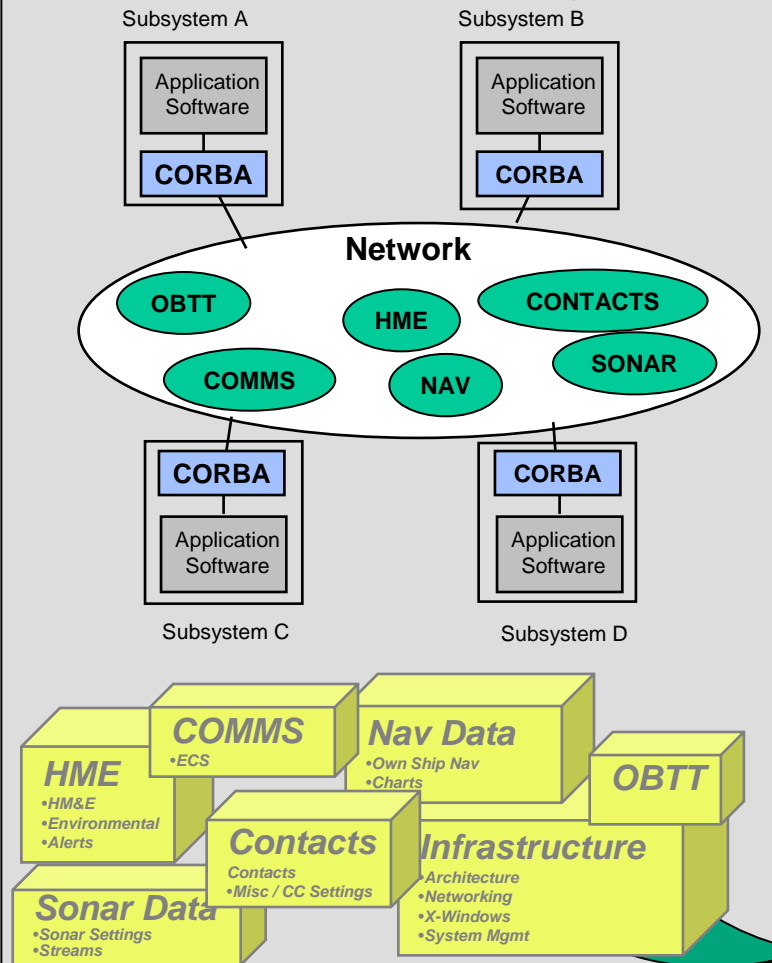 Subsystem A
Subsystem B
Application
Software
CORBA
Application
Software
CORBA
Network
OBTT
HME
CONTACTS
SONAR
COMMS
NAV
CORBA
Application
Software
CORBA
Application
Software
Subsystem C
Subsystem D
HME
•HM&E
•Environmental
•Alerts
COMMS
•ECS
Nav Data
•Own Ship Nav
•Charts
OBTT
Contacts
Contacts
•Misc / CC Settings
Infrastructure
•Architecture
•Networking
•X-Windows
•System Mgmt
Sonar Data
•Sonar Settings
•Streams